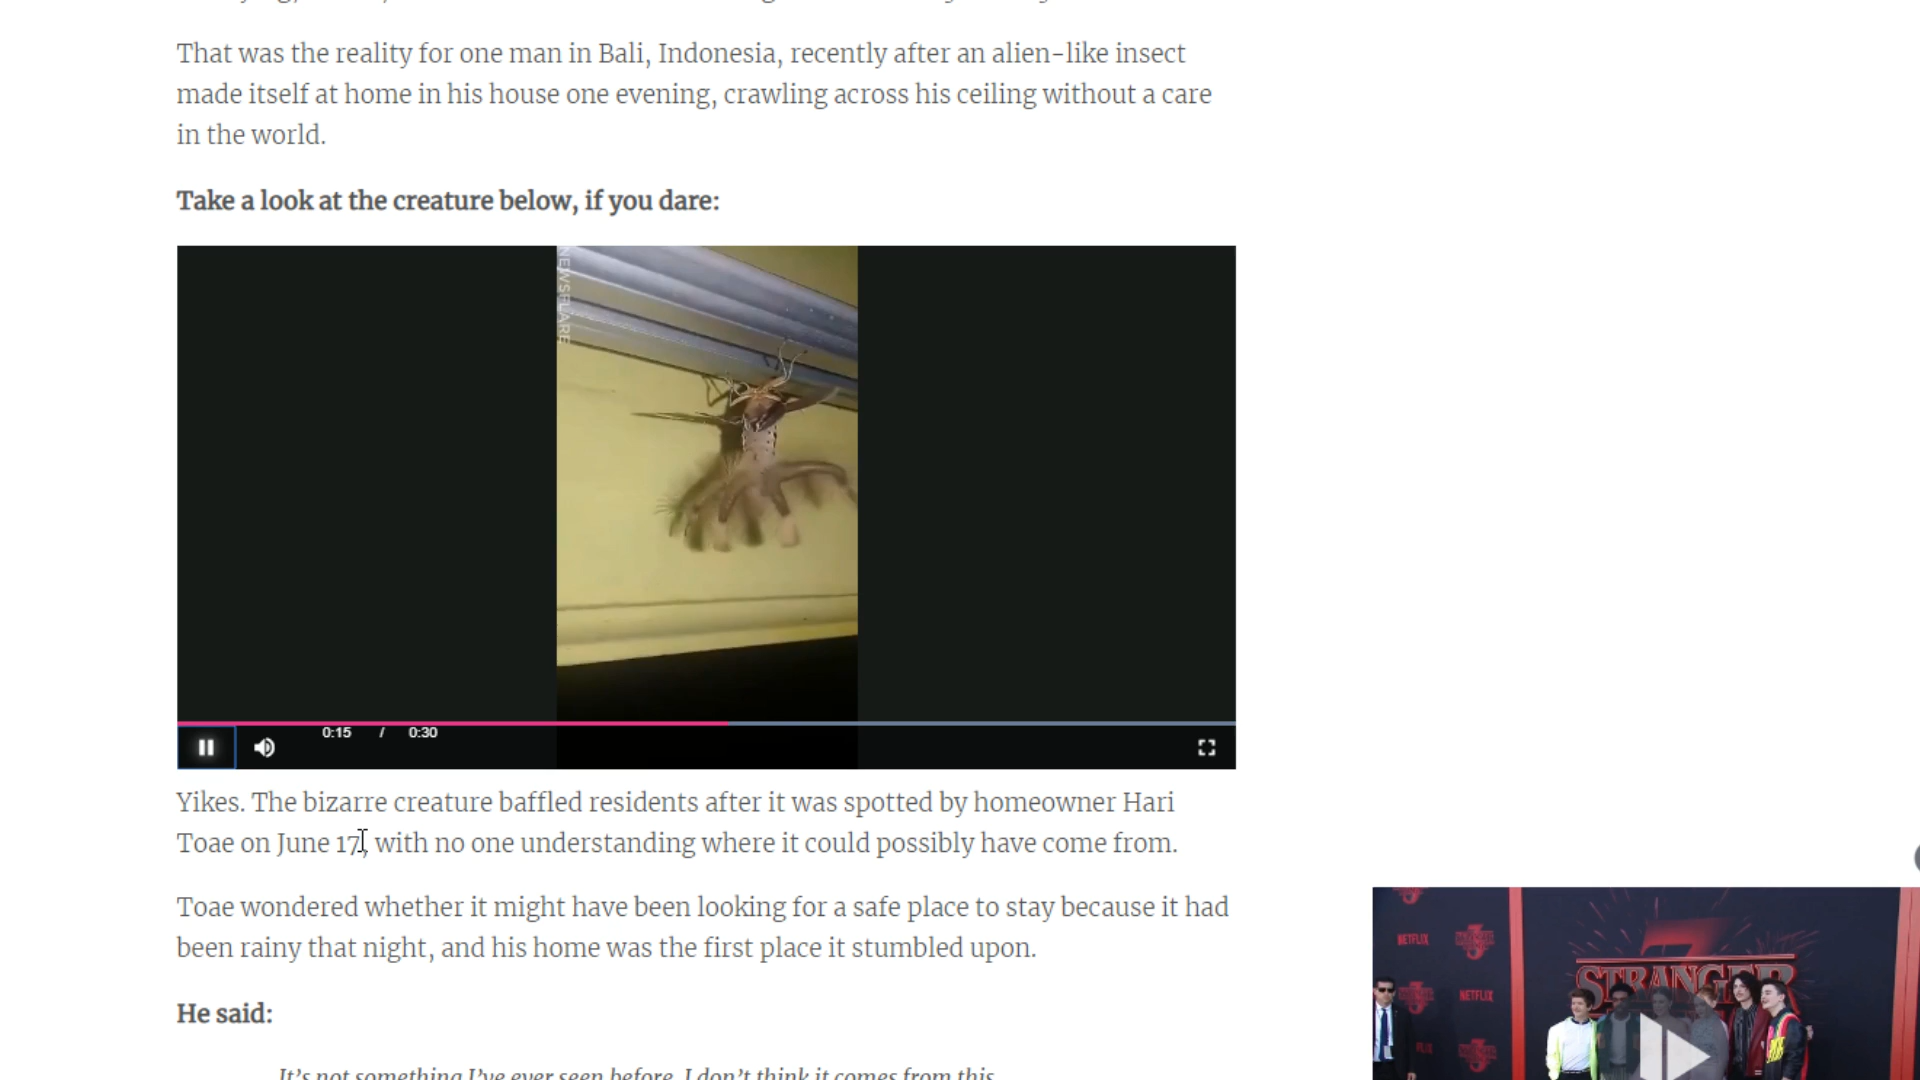 That was the reality for one man in Bali, Indonesia, recently after an alien-like insect
made itself at home in his house one evening, crawling across his ceiling without a care
in the world.
Take a look at the creature below, if you dare:
NEWSFLARE
0:15 / 0:30
Yikes. The bizarre creature baffled residents after it was spotted by homeowner Hari
Toae on June 17, with no one understanding where it could possibly have come from.
Toae wondered whether it might have been looking for a safe place to stay because it had
been rainy that night, and his home was the first place it stumbled upon.
He said:
It's not something I've ever seen before. I don't think it comes from this
NETFLIX
NETFLIX
STRANGER